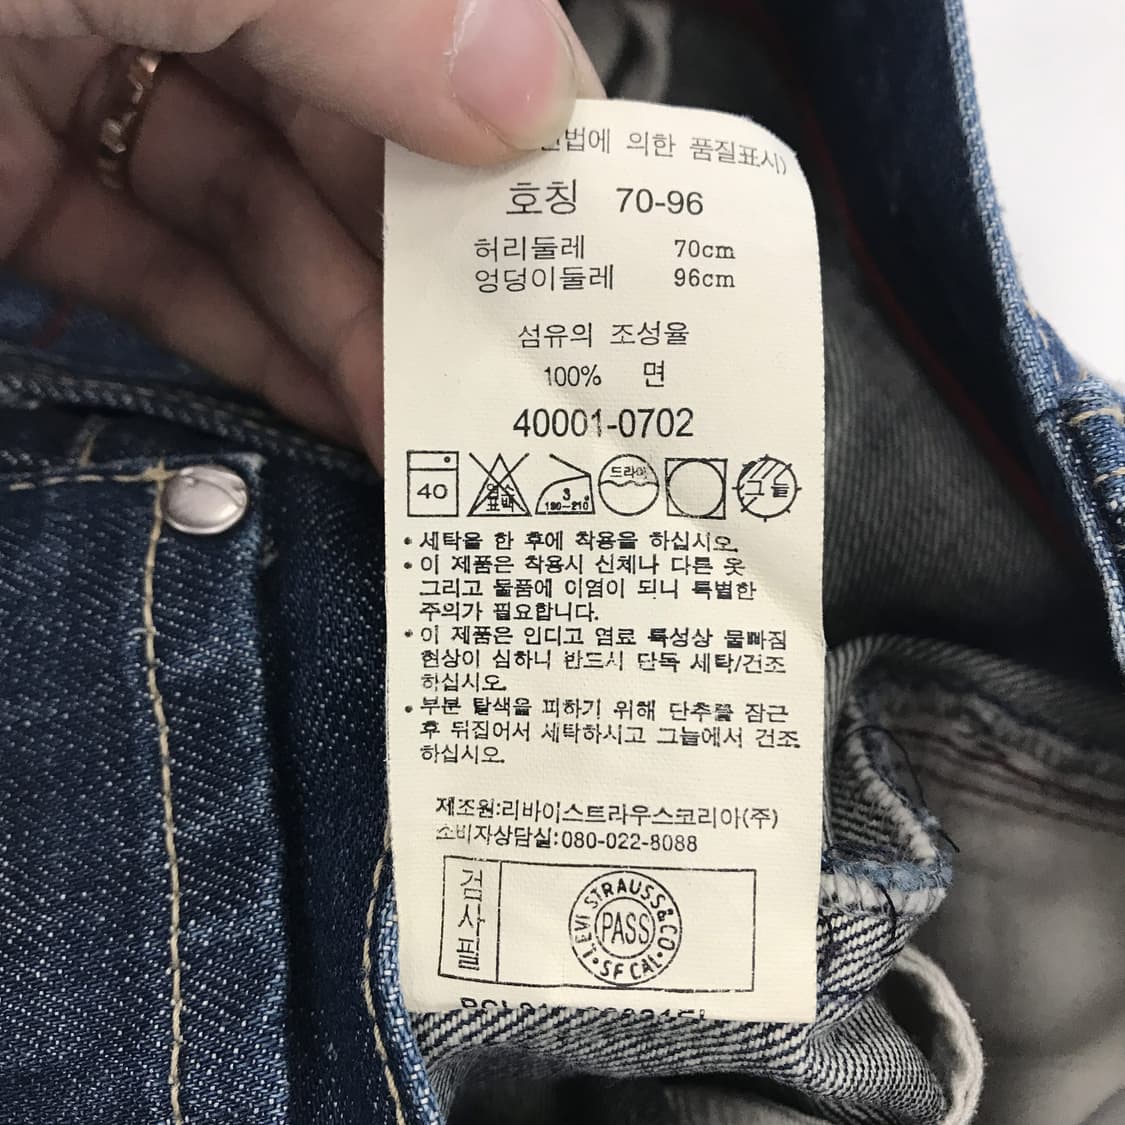 법에 의한 품질표시)
호칭 70-96
허리둘레 70cm
엉덩이둘레 96cm
섬유의 조성율
100% 면
40001-0702
40
염소
표백
3
180~210
드라이
그늘
• 세탁을 한 후에 착용을 하십시오.
• 이 제품은 착용시 신체나 다른 옷
그리고 물품에 이염이 되니 특별한
주의가 필요합니다.
• 이 제품은 인디고 염료 특성상 물빠짐
현상이 심하니 반드시 단독 세탁/건조
하십시오.
• 부분 탈색을 피하기 위해 단추를 잠근
후 뒤집어서 세탁하시고 그늘에서 건조
하십시오.
제조원:리바이스트라우스코리아(주)
소비자상담실:080-022-8088
검사필
LEVI STRAUSS & CO
PASS
SF CAL